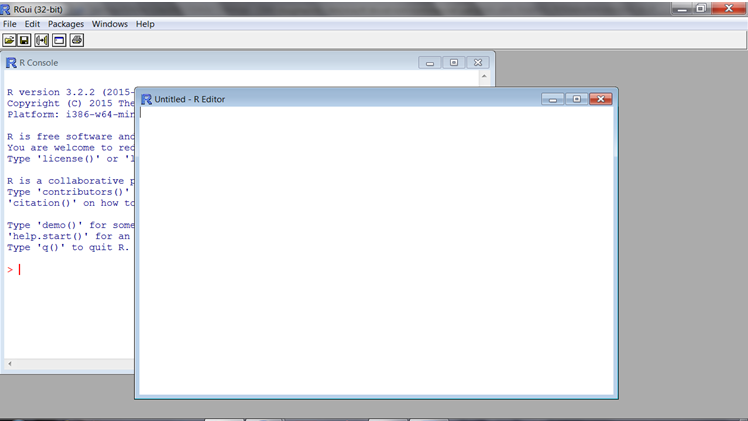 RGui (32-bit)
File Edit Packages Windows Help
R Console
R version 3.2.2 (2015-
Copyright (C) 2015 The
Platform: i386-w64-min
R is free software and
You are welcome to red
Type 'license()' or 'l
R is a collaborative p
Type 'contributors()'
'citation()' on how to
Type 'demo()' for some
'help.start()' for an
Type 'q()' to quit R.
>
Untitled - R Editor